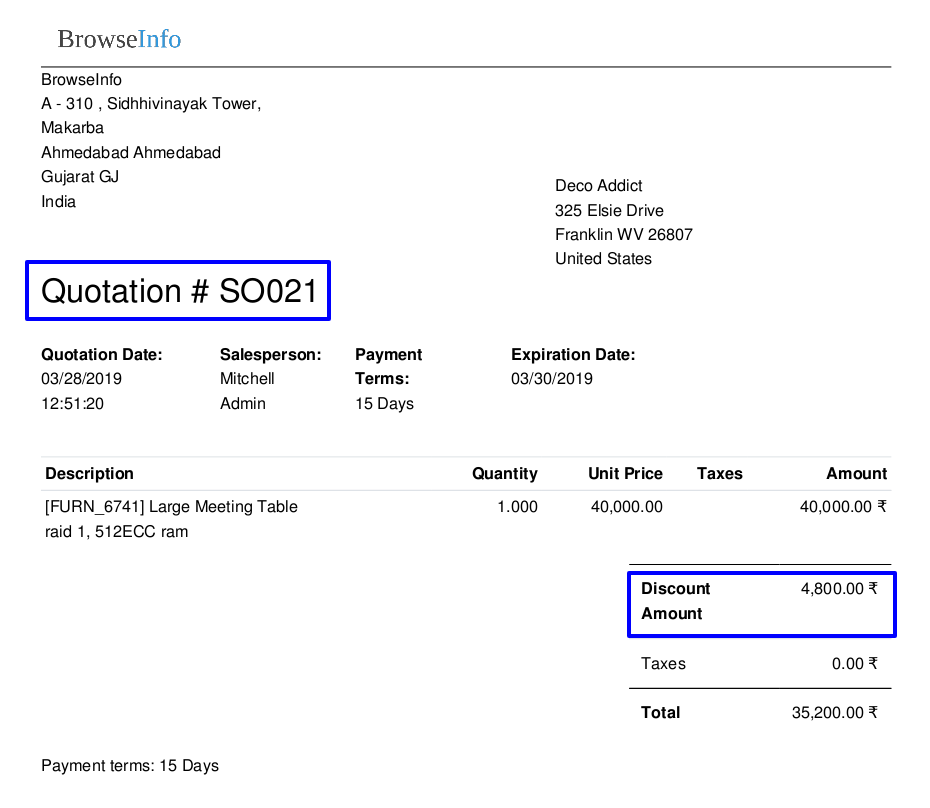 BrowseInfo
BrowseInfo
A - 310 , Sidhhivinayak Tower,
Makarba
Ahmedabad Ahmedabad
Gujarat GJ
India
Deco Addict
325 Elsie Drive
Franklin WV 26807
United States
Quotation # SO021
Quotation Date: Salesperson: Payment Expiration Date:
03/28/2019 Mitchell Terms: 03/30/2019
12:51:20 Admin 15 Days
Description Quantity Unit Price Taxes Amount
[FURN_6741] Large Meeting Table 1.000 40,000.00 40,000.00 ₹
raid 1, 512ECC ram
Discount 4,800.00 ₹
Amount
Taxes 0.00 ₹
Total 35,200.00 ₹
Payment terms: 15 Days